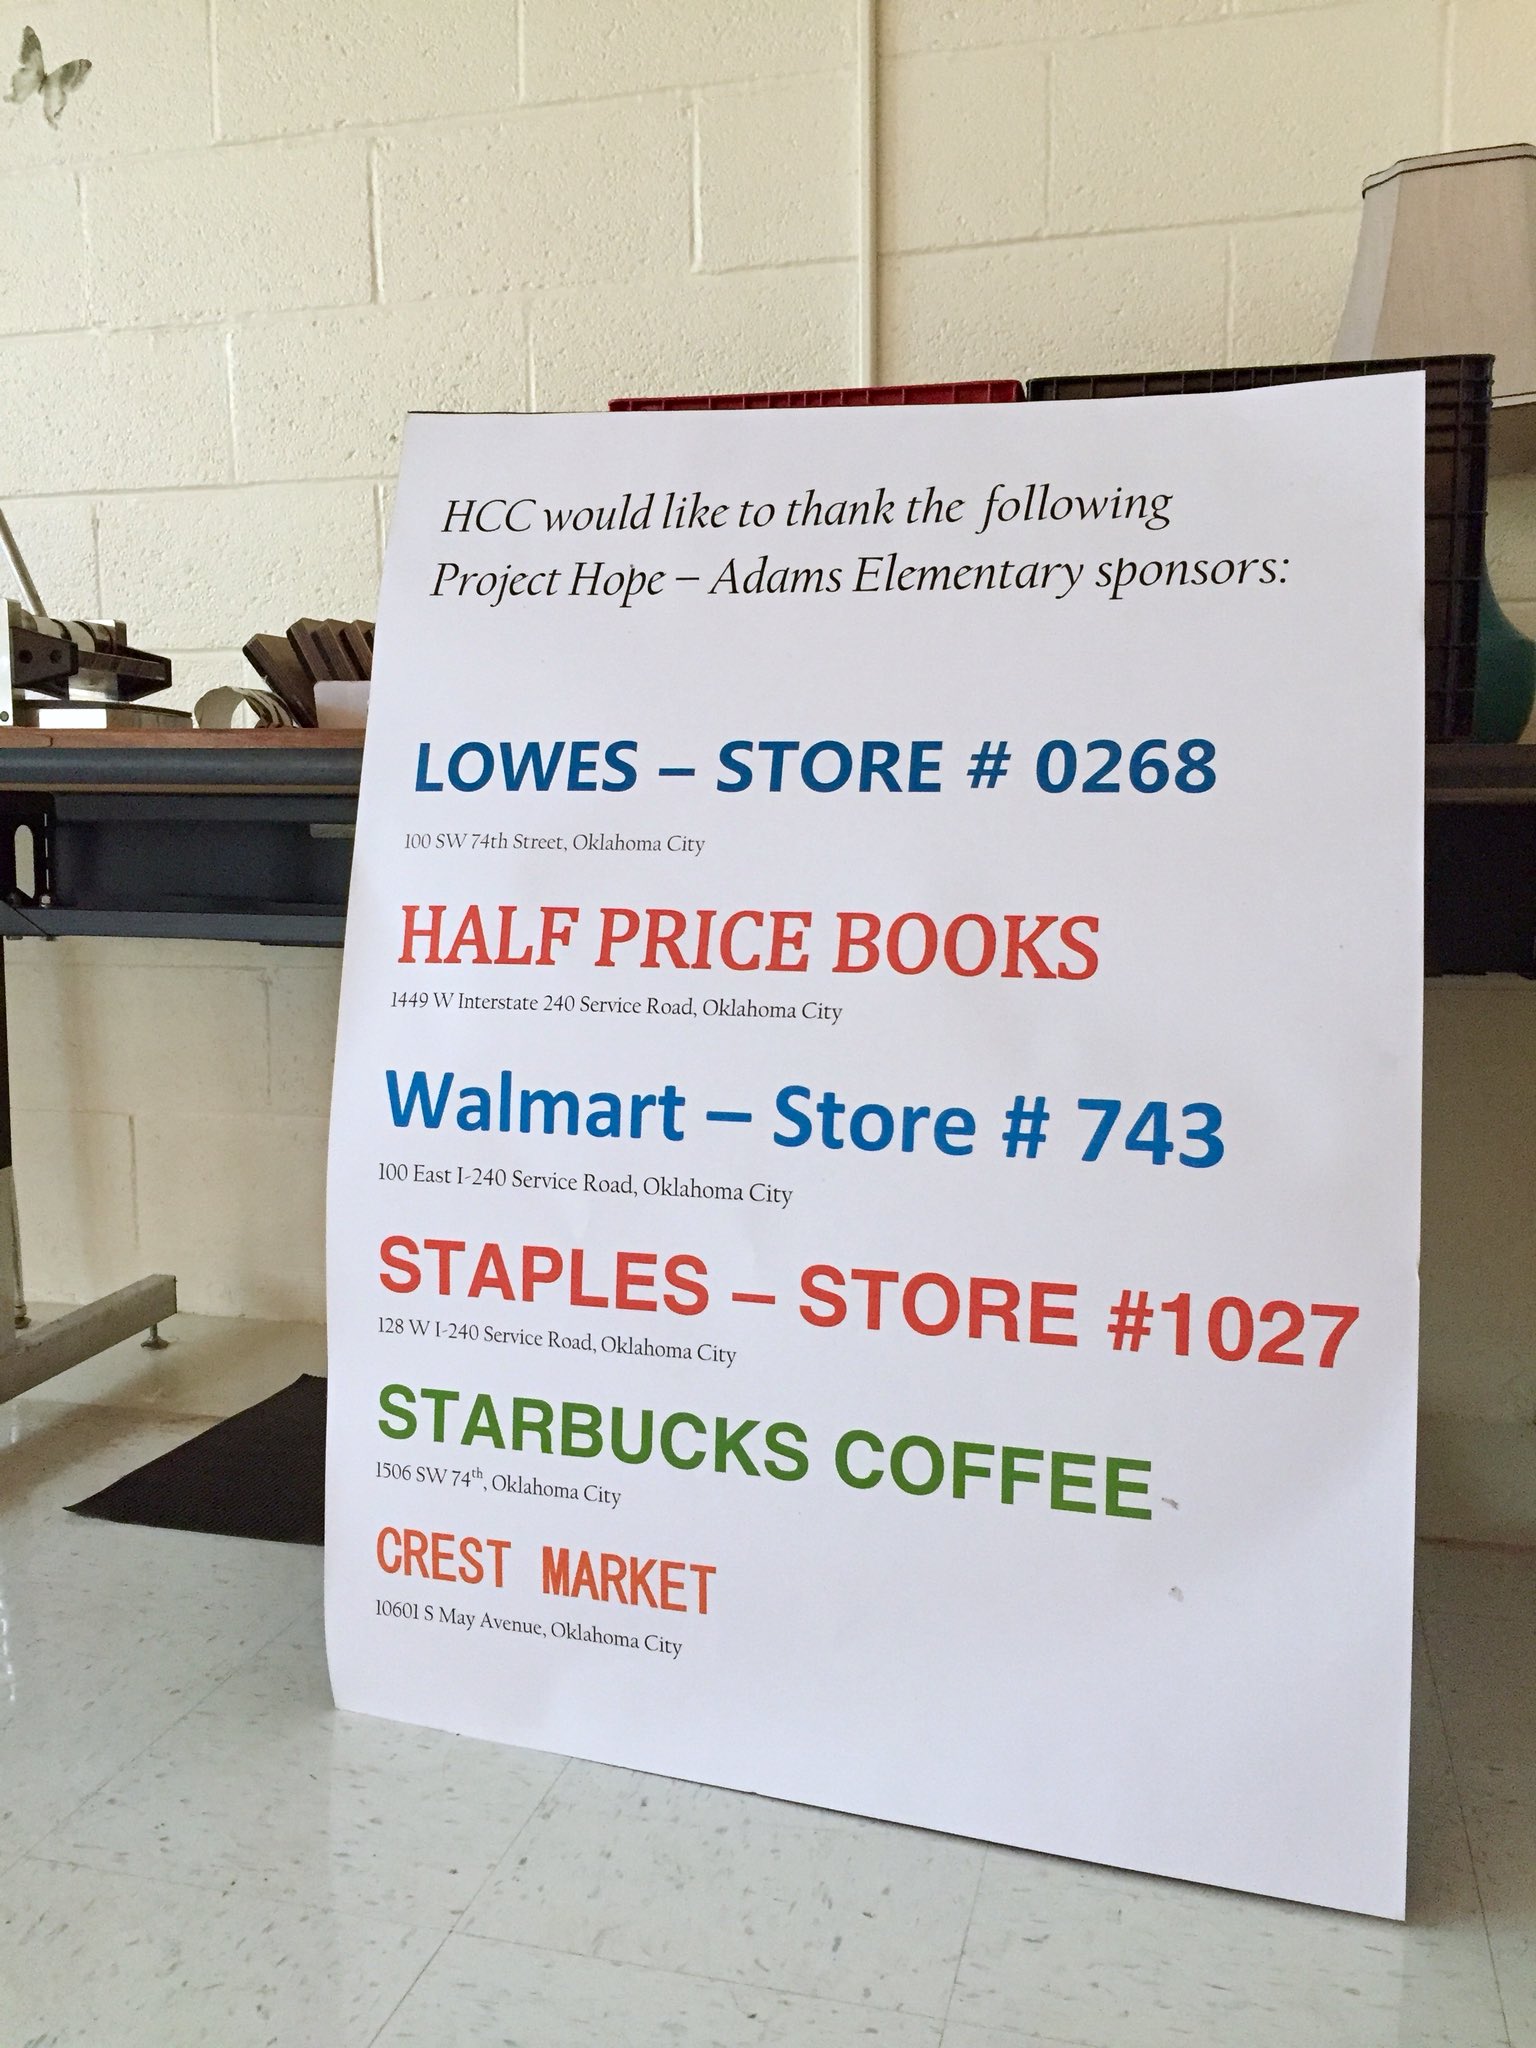 HCC would like to thank the following
Project Hope – Adams Elementary sponsors:
LOWES – STORE # 0268
100 SW 74th Street, Oklahoma City
HALF PRICE BOOKS
1449 W Interstate 240 Service Road, Oklahoma City
Walmart – Store # 743
100 East I-240 Service Road, Oklahoma City
STAPLES – STORE #1027
128 W I-240 Service Road, Oklahoma City
STARBUCKS COFFEE
1506 SW 74th, Oklahoma City
CREST MARKET
10601 S May Avenue, Oklahoma City